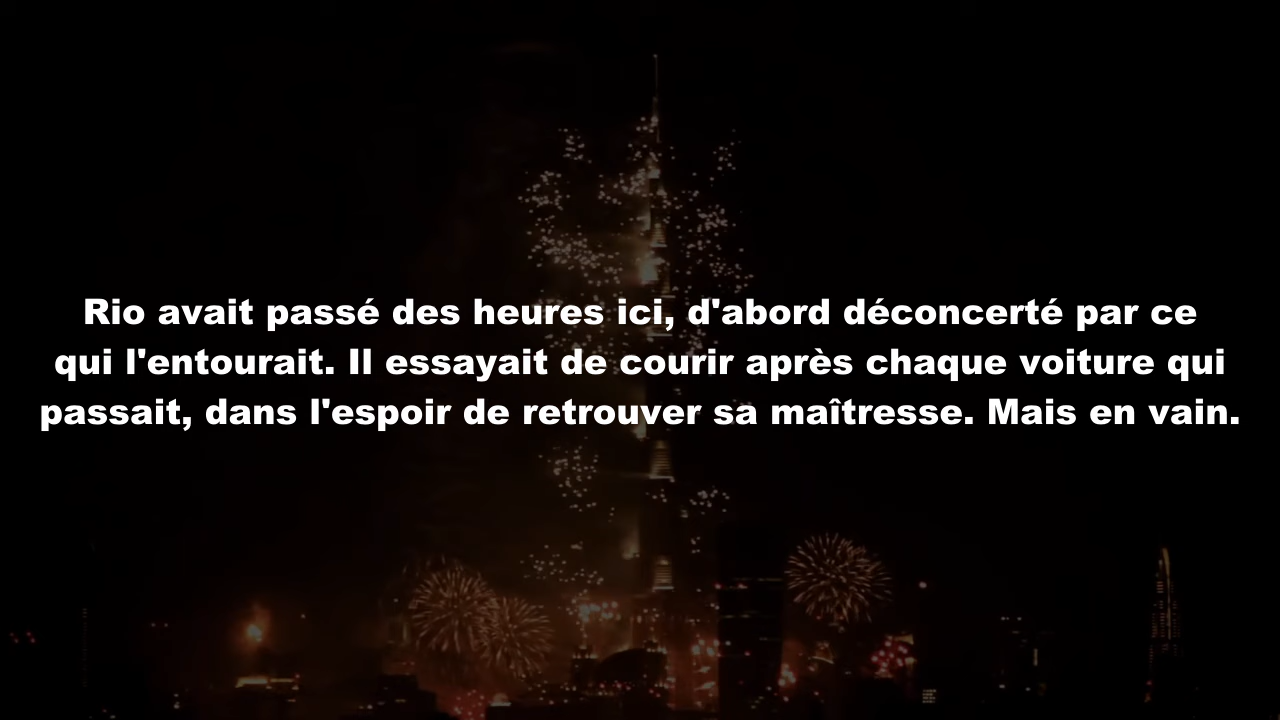 Rio avait passé des heures ici, d'abord déconcerté par ce
qui l'entourait. Il essayait de courir après chaque voiture qui
passait, dans l'espoir de retrouver sa maîtresse. Mais en vain.